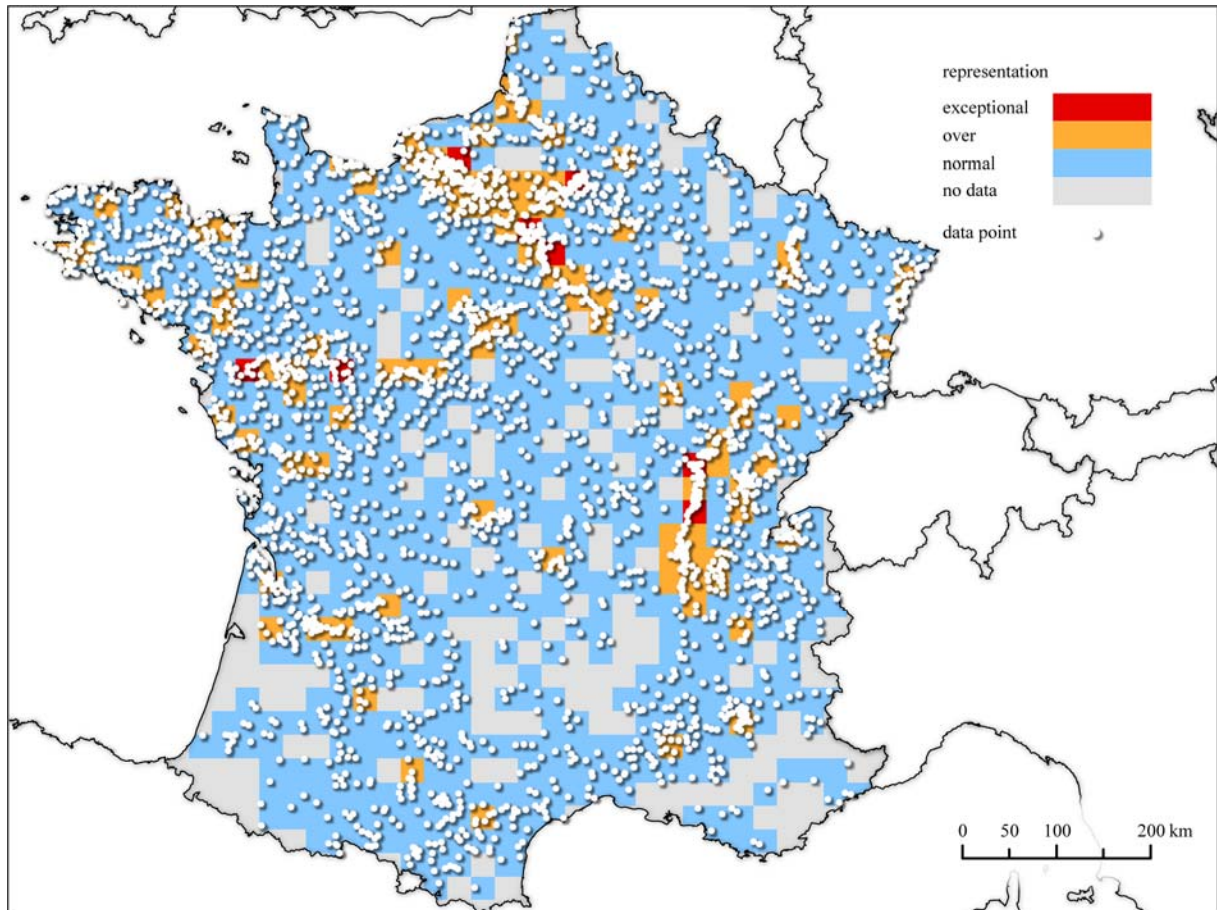 representation
exceptional
over
normal
no data
data point
0 50 100 200 km